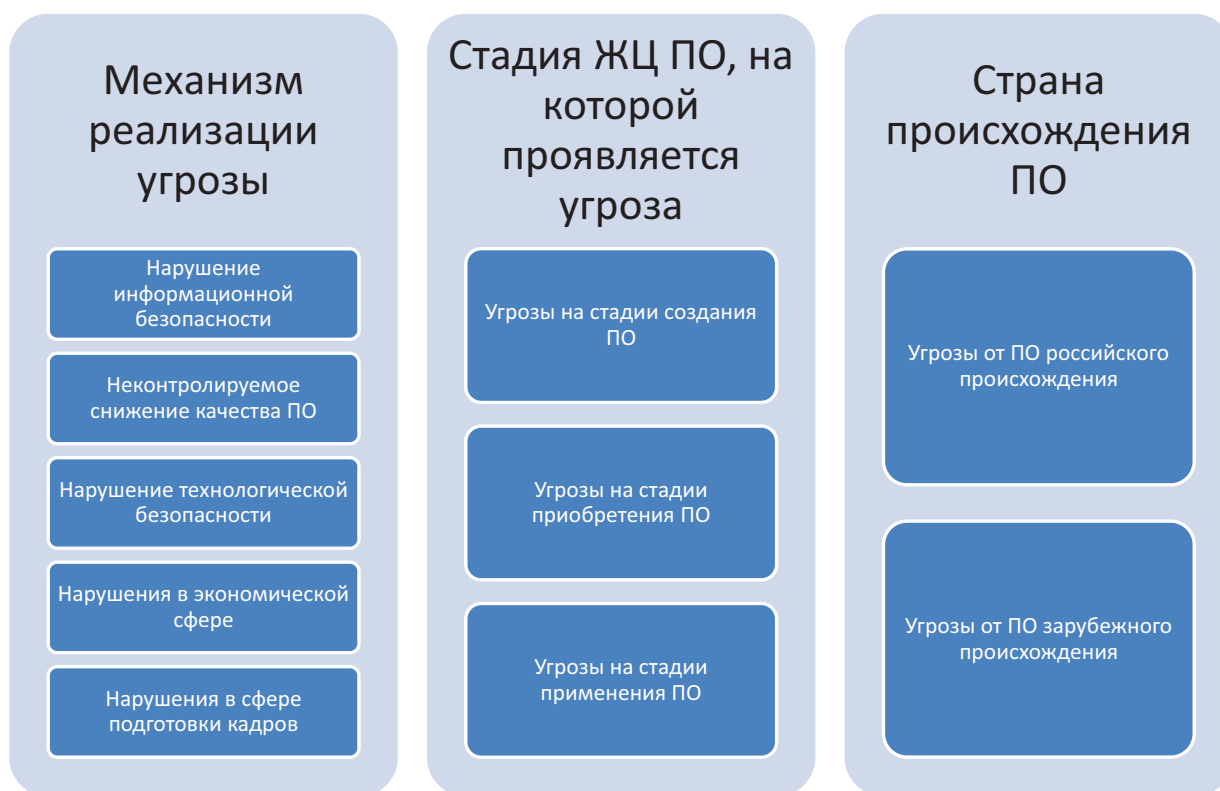 Механизм
реализации
угрозы
Нарушение
информационной
безопасности
Неконтролируемое
снижение качества ПО
Нарушение технологической
безопасности
Нарушения в экономической
сфере
Нарушения в сфере
подготовки кадров
Стадия ЖЦ ПО, на
которой
проявляется
угроза
Угрозы на стадии создания
ПО
Угрозы на стадии
приобретения ПО
Угрозы на стадии
применения ПО
Страна
происхождения
ПО
Угрозы от ПО российского
происхождения
Угрозы от ПО зарубежного
происхождения